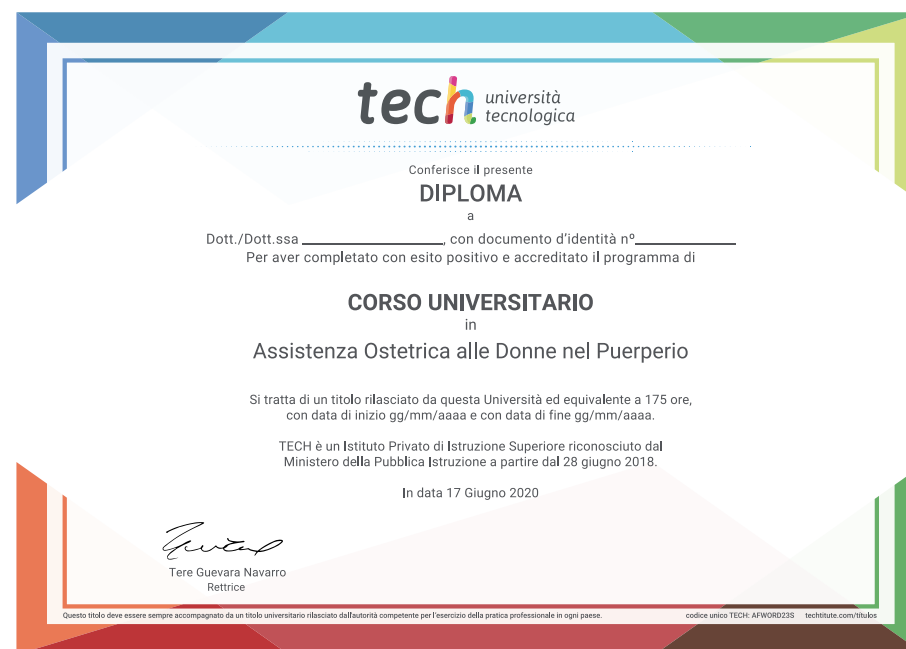 tech università
tecnologica
Conferisce il presente
DIPLOMA
a
Dott./Dott.ssa ____________________, con documento d'identità nº______________
Per aver completato con esito positivo e accreditato il programma di
CORSO UNIVERSITARIO
in
Assistenza Ostetrica alle Donne nel Puerperio
Si tratta di un titolo rilasciato da questa Università ed equivalente a 175 ore,
con data di inizio gg/mm/aaaa e con data di fine gg/mm/aaaa.
TECH è un Istituto Privato di Istruzione Superiore riconosciuto dal
Ministero della Pubblica Istruzione a partire dal 28 giugno 2018.
In data 17 Giugno 2020
Tere Guevara Navarro
Rettrice
Questo titolo deve essere sempre accompagnato da un titolo universitario rilasciato dall'autorità competente per l'esercizio della pratica professionale in ogni paese. codice unico TECH: AFWORD23S techtitute.com/titulos